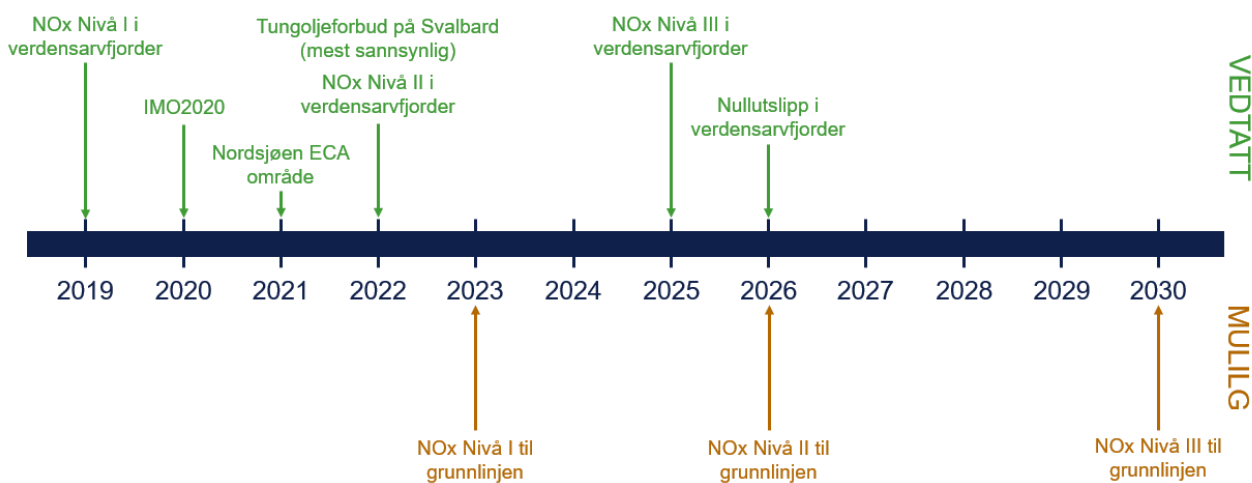 NOx Nivå I i
verdensarvfjorder
IMO2020
Nordsjøen ECA
område
Tungoljeforbud på Svalbard
(mest sannsynlig)
NOx Nivå II i
verdensarvfjorder
NOx Nivå III i
verdensarvfjorder
Nullutslipp i
verdensarvfjorder
VEDTATT
2019 2020 2021 2022 2023 2024 2025 2026 2027 2028 2029 2030
MULILG
NOx Nivå I til
grunnlinjen
NOx Nivå II til
grunnlinjen
NOx Nivå III til
grunnlinjen